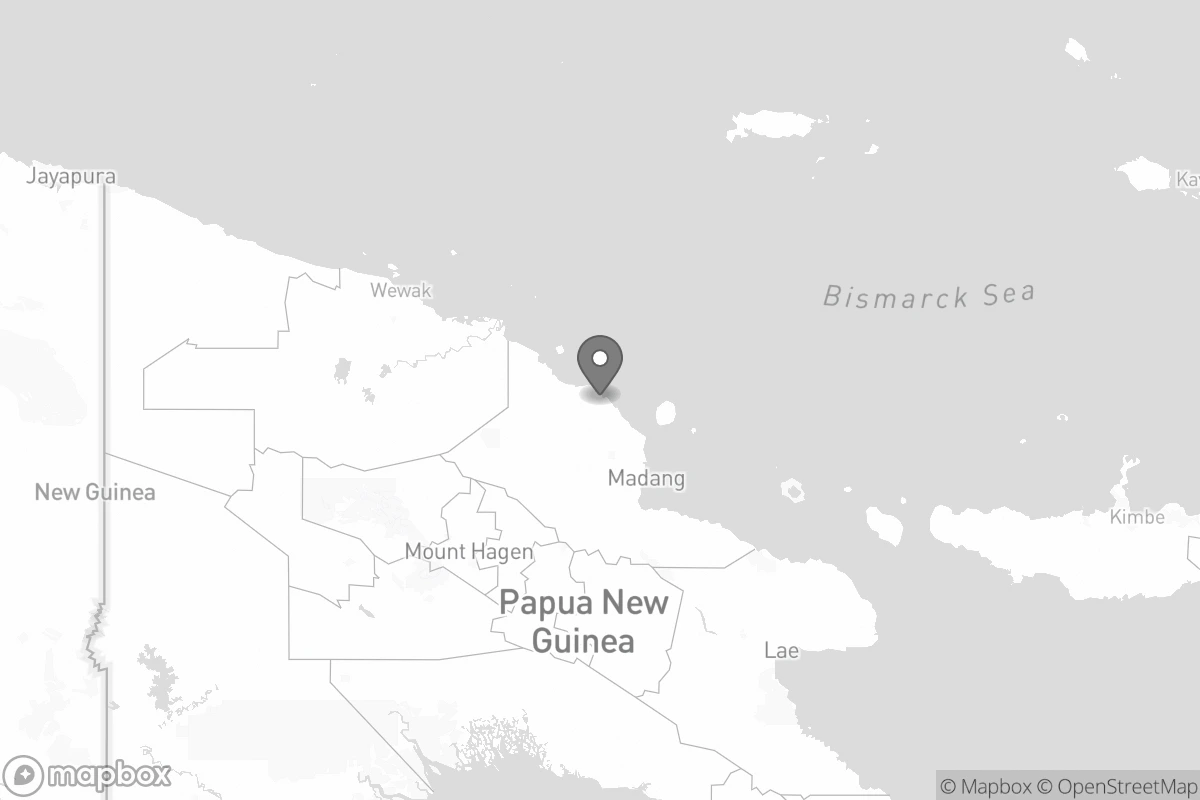 Jayapura
Kav
Wewak
Bismarck Sea
Madang
New Guinea
Kimbe
Mount Hagen
Papua New
Guinea
Lae
mapbox
© Mapbox © OpenStreetMap